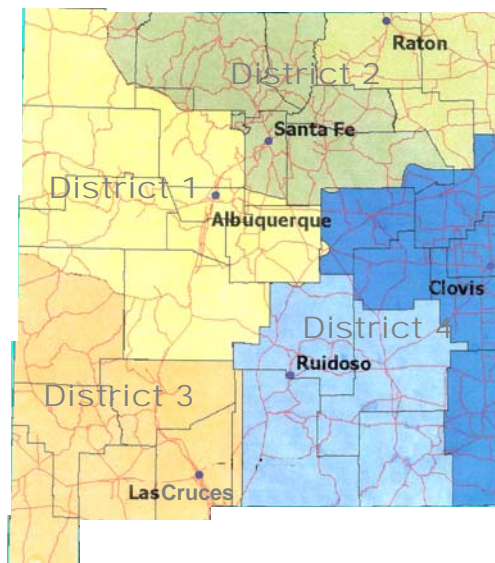 Raton
District 2
Santa Fe
District 1
Albuquerque
Clovis
District 4
Ruidoso
District 3
Las Cruces